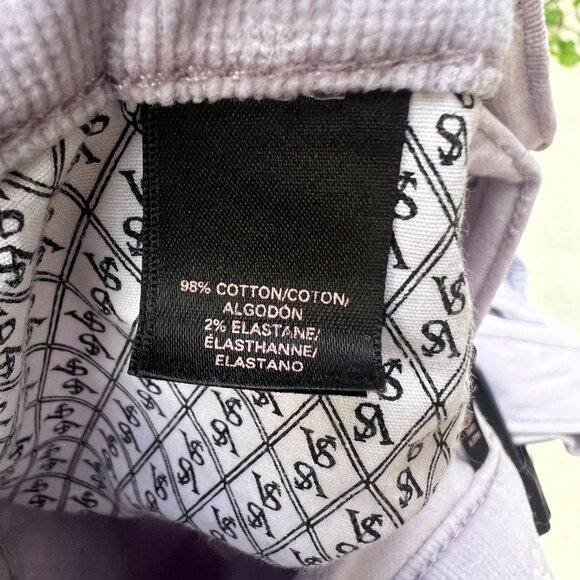 98% COTTON/COTON/
ALGODÓN
2% ELASTANE/
ÉLASTHANNE/
ELASTANO